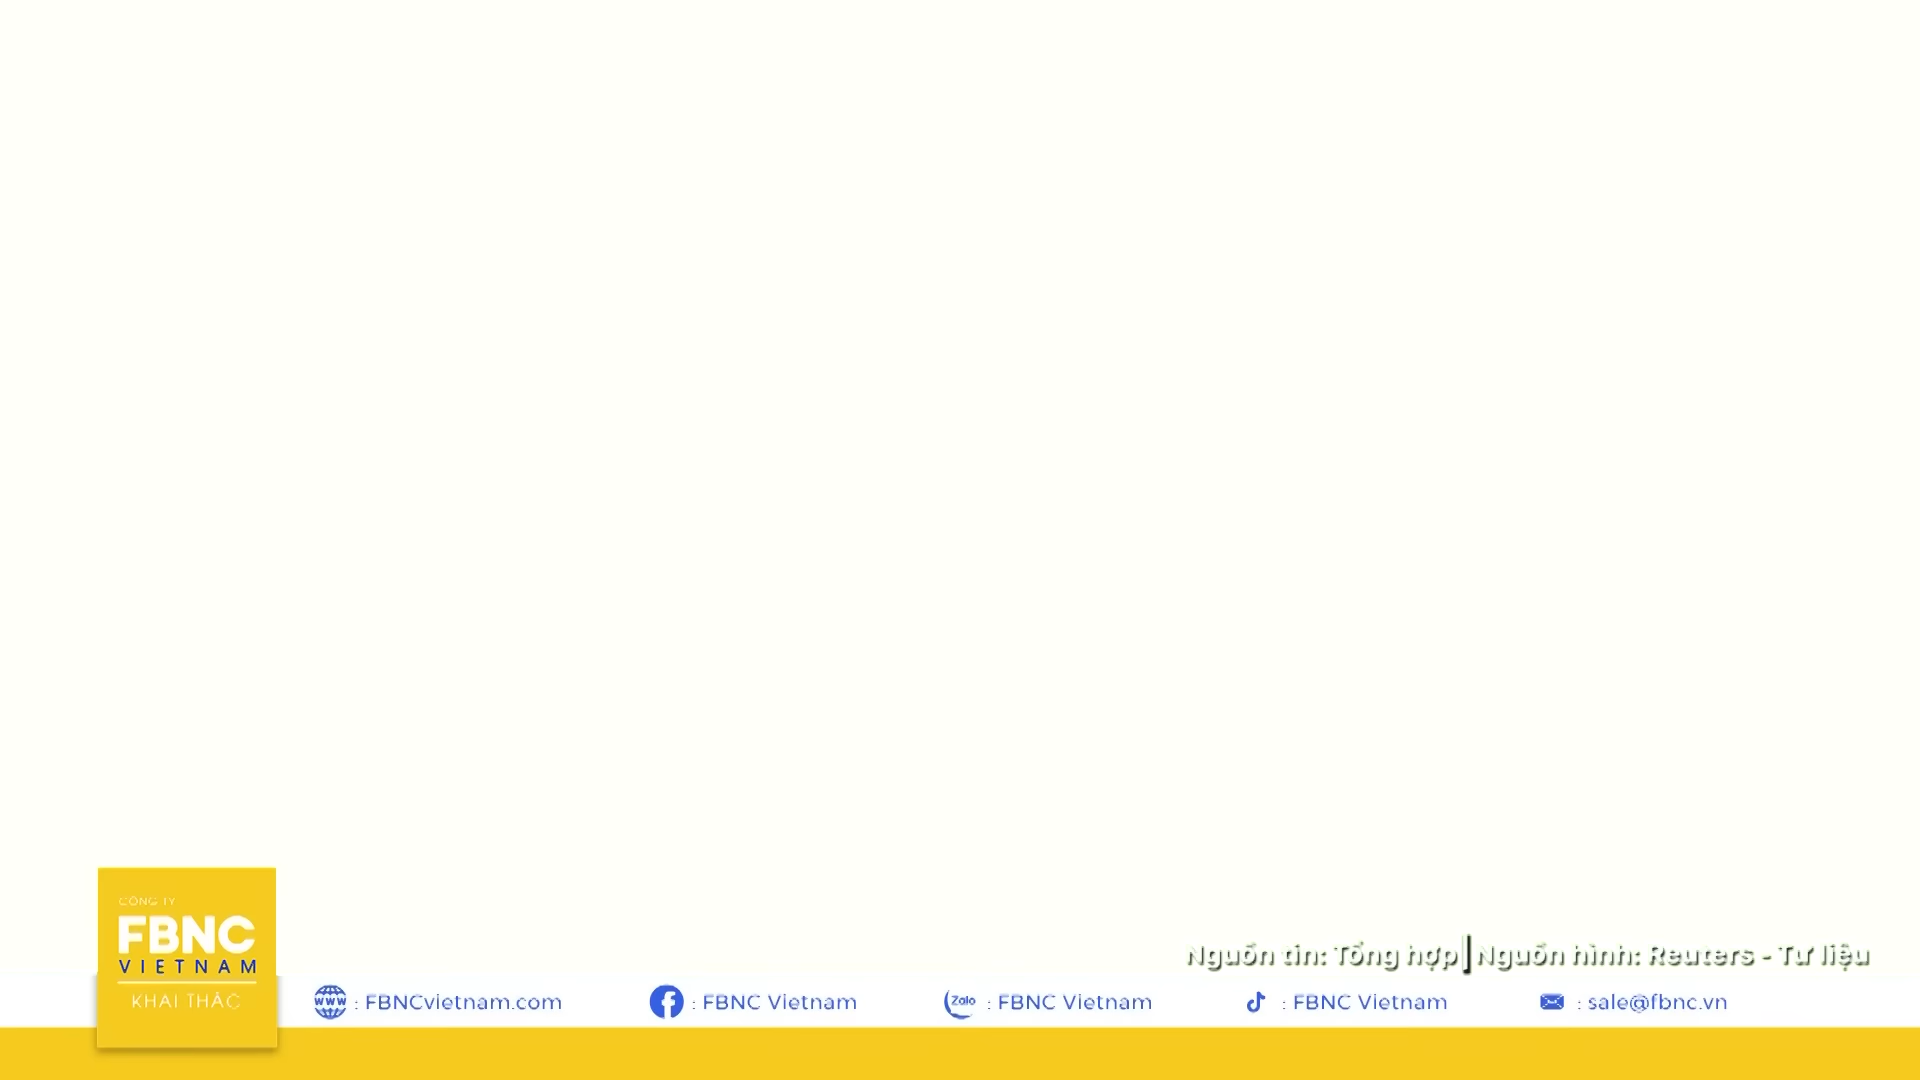 CÔNG TY
FBNC
VIETNAM
KHAI THÁC
Nguồn tin: Tổng hợp | Nguồn hình: Reuters - Tư liệu
www : FBNCvietnam.com
: FBNC Vietnam
Zalo : FBNC Vietnam
: FBNC Vietnam
: sale@fbnc.vn